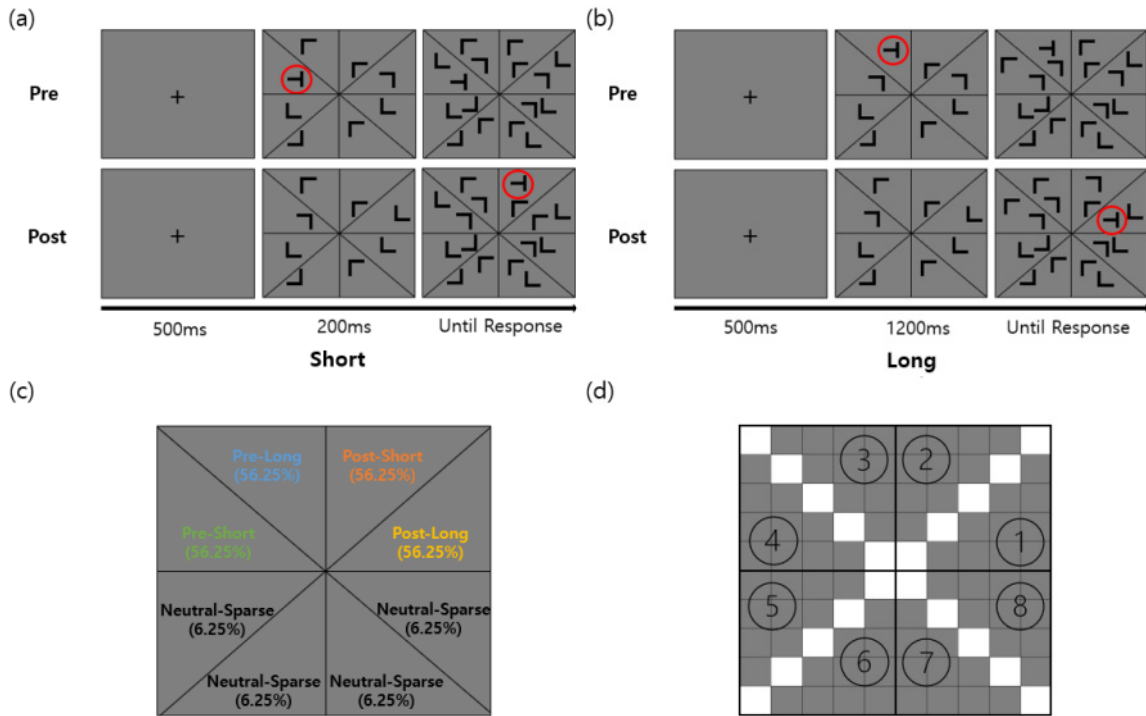 (a)
(b)
Pre
Post
500ms
200ms
Until Response
Short
Pre
Post
500ms
1200ms
Until Response
Long
(c)
(d)
Pre-Long
(56.25%)
Post-Short
(56.25%)
Pre-Short
(56.25%)
Post-Long
(56.25%)
Neutral-Sparse
(6.25%)
Neutral-Sparse
(6.25%)
Neutral-Sparse
(6.25%)
Neutral-Sparse
(6.25%)
3
2
4
1
5
8
6
7